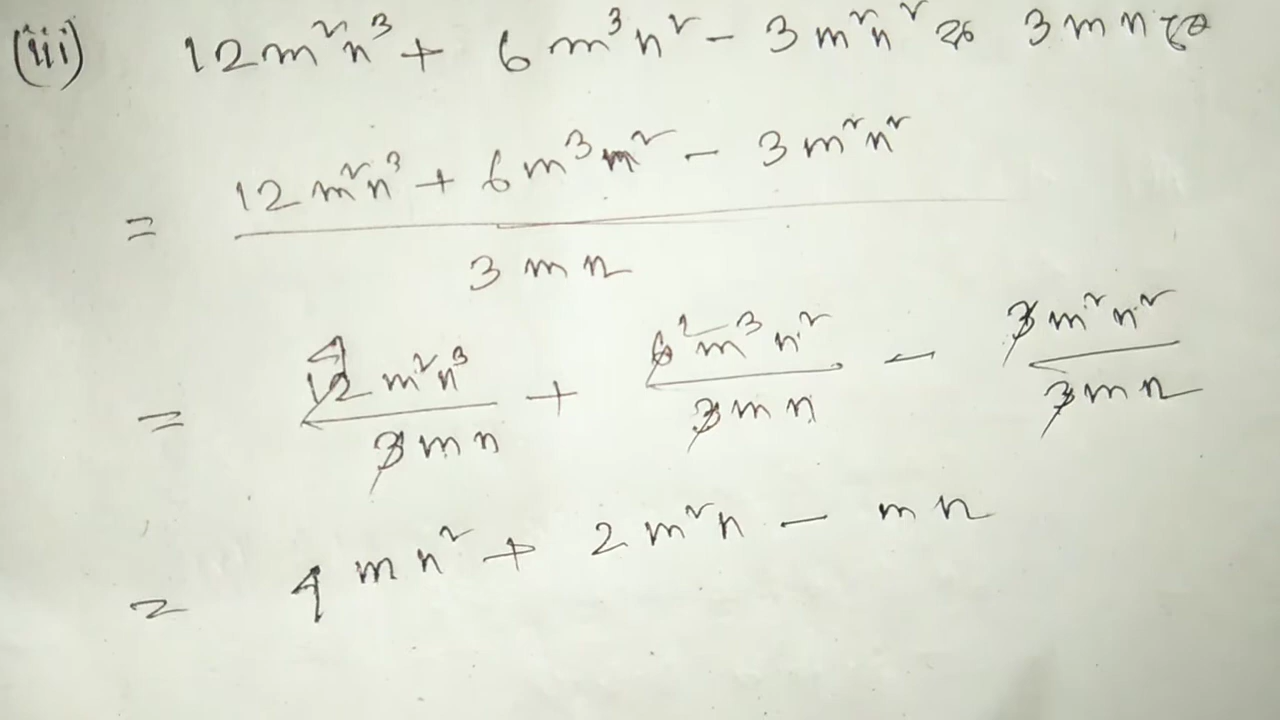 (iii) 12m²n³ + 6m³n² - 3m²n² কে 3mn দ্বারা
= (12m²n³ + 6m³m² - 3m²n²) / 3mn
= 12m²n³/3mn + 6m³n²/3mn - 3m²n²/3mn
= 4mn² + 2m²n - mn